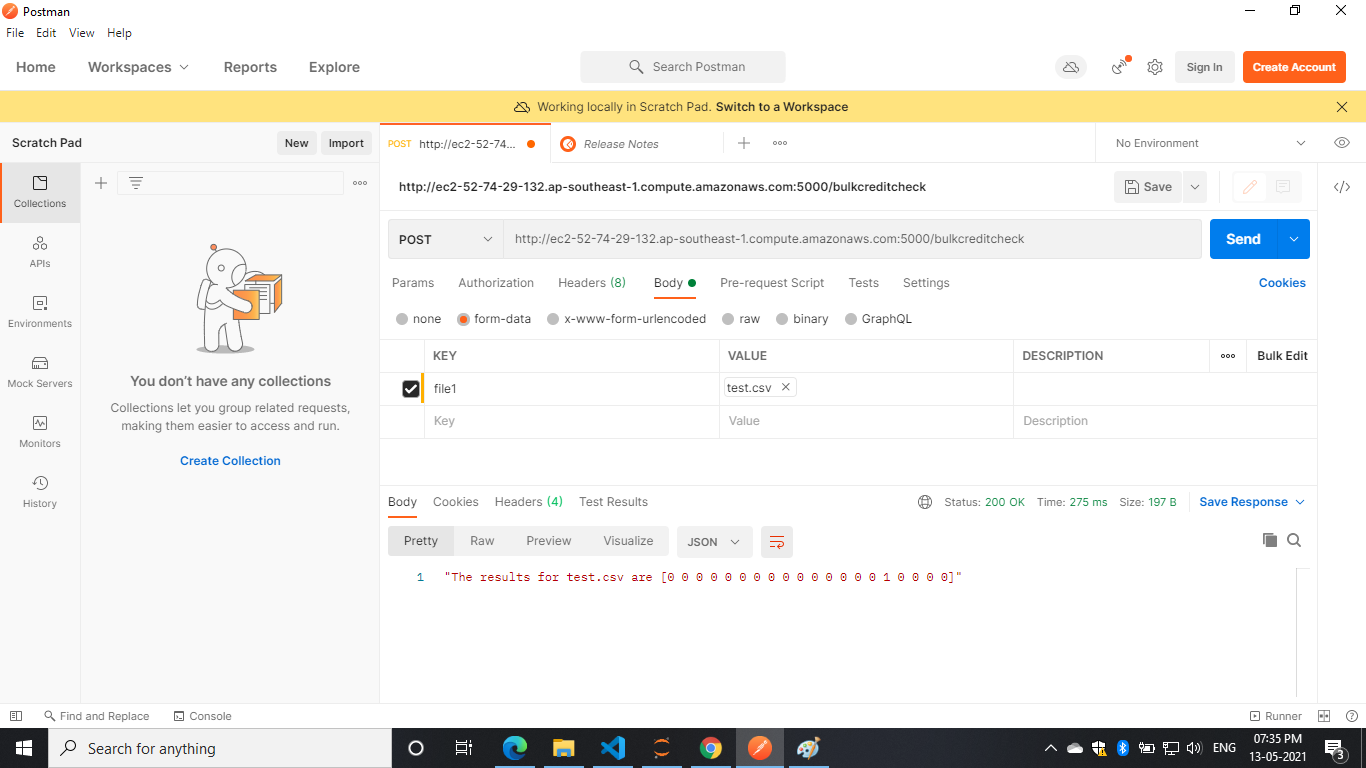 Postman
File Edit View Help
Home Workspaces Reports Explore Search Postman Sign In Create Account
Working locally in Scratch Pad. Switch to a Workspace
Scratch Pad New Import POST http://ec2-52-74... Release Notes No Environment
http://ec2-52-74-29-132.ap-southeast-1.compute.amazonaws.com:5000/bulkcreditcheck Save
Collections
POST http://ec2-52-74-29-132.ap-southeast-1.compute.amazonaws.com:5000/bulkcreditcheck Send
APIs
Params Authorization Headers (8) Body Pre-request Script Tests Settings Cookies
Environments
none form-data x-www-form-urlencoded raw binary GraphQL
KEY VALUE DESCRIPTION Bulk Edit
Mock Servers
file1 test.csv
Key Value Description
You don't have any collections
Collections let you group related requests,
making them easier to access and run.
Create Collection
Monitors
History
Body Cookies Headers (4) Test Results Status: 200 OK Time: 275 ms Size: 197 B Save Response
Pretty Raw Preview Visualize JSON
1 "The results for test.csv are [0 0 0 0 0 0 0 0 0 0 0 0 0 0 0 1 0 0 0 0]"
Find and Replace Console Runner
Search for anything ENG 07:35 PM
13-05-2021 3